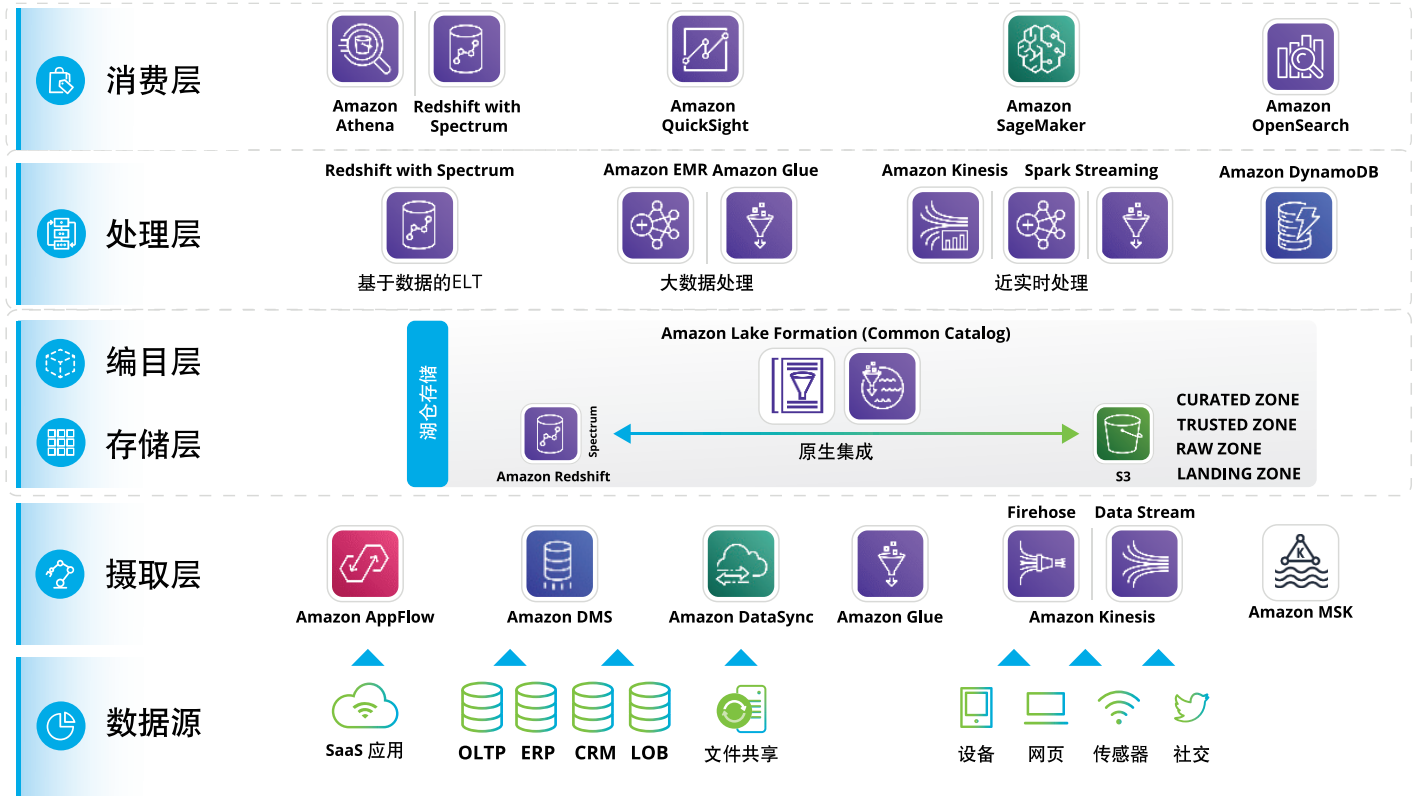 消费层
Amazon
Athena
Redshift with
Spectrum
Amazon
QuickSight
Amazon
SageMaker
Amazon
OpenSearch
处理层
Redshift with Spectrum
基于数据的ELT
Amazon EMR
Amazon Glue
大数据处理
Amazon Kinesis
Spark Streaming
近实时处理
Amazon DynamoDB
编目层
存储层
湖仓存储
Amazon Lake Formation (Common Catalog)
Spectrum
Amazon Redshift
原生集成
S3
CURATED ZONE
TRUSTED ZONE
RAW ZONE
LANDING ZONE
摄取层
Amazon AppFlow
Amazon DMS
Amazon DataSync
Amazon Glue
Firehose
Data Stream
Amazon Kinesis
K
Amazon MSK
数据源
SaaS 应用
OLTP
ERP
CRM
LOB
文件共享
设备
网页
传感器
社交